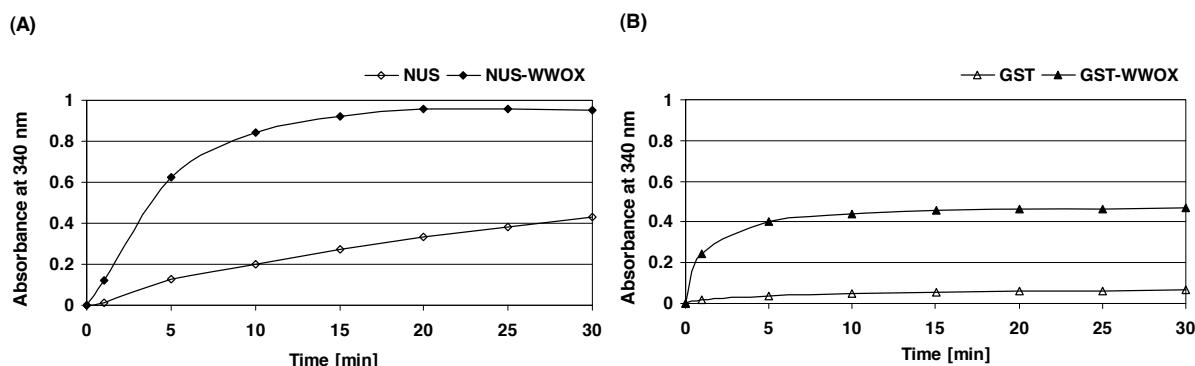 (A)
NUS NUS-WWOX
Absorbance at 340 nm
1
0.8
0.6
0.4
0.2
0
0 5 10 15 20 25 30
Time [min]
(B)
GST GST-WWOX
Absorbance at 340 nm
1
0.8
0.6
0.4
0.2
0
0 5 10 15 20 25 30
Time [min]